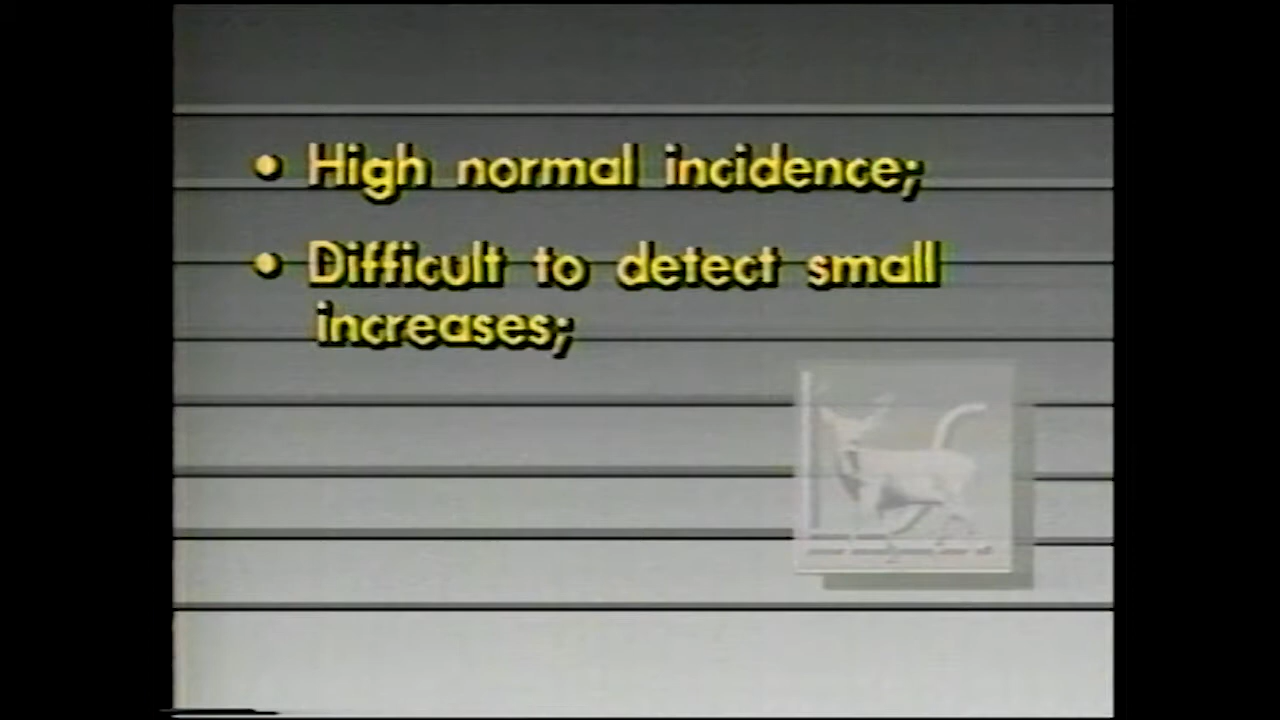 • High normal incidence;
• Difficult to detect small
increases;